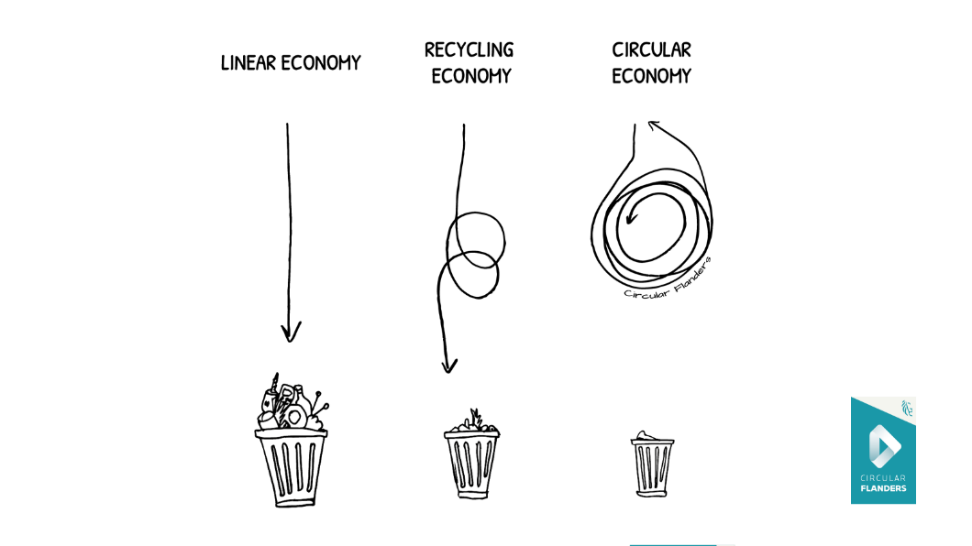 LINEAR ECONOMY
RECYCLING
ECONOMY
CIRCULAR
ECONOMY
Circular Flanders
CIRCULAR
FLANDERS